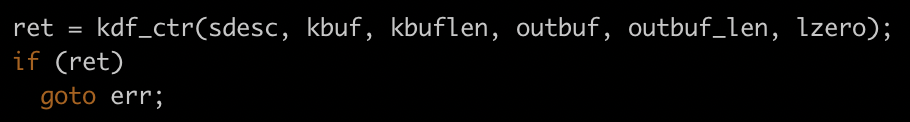 ret = kdf_ctr(sdesc, kbuf, kbuflen, outbuf, outbuf_len, lzero);
if (ret)
  goto err;